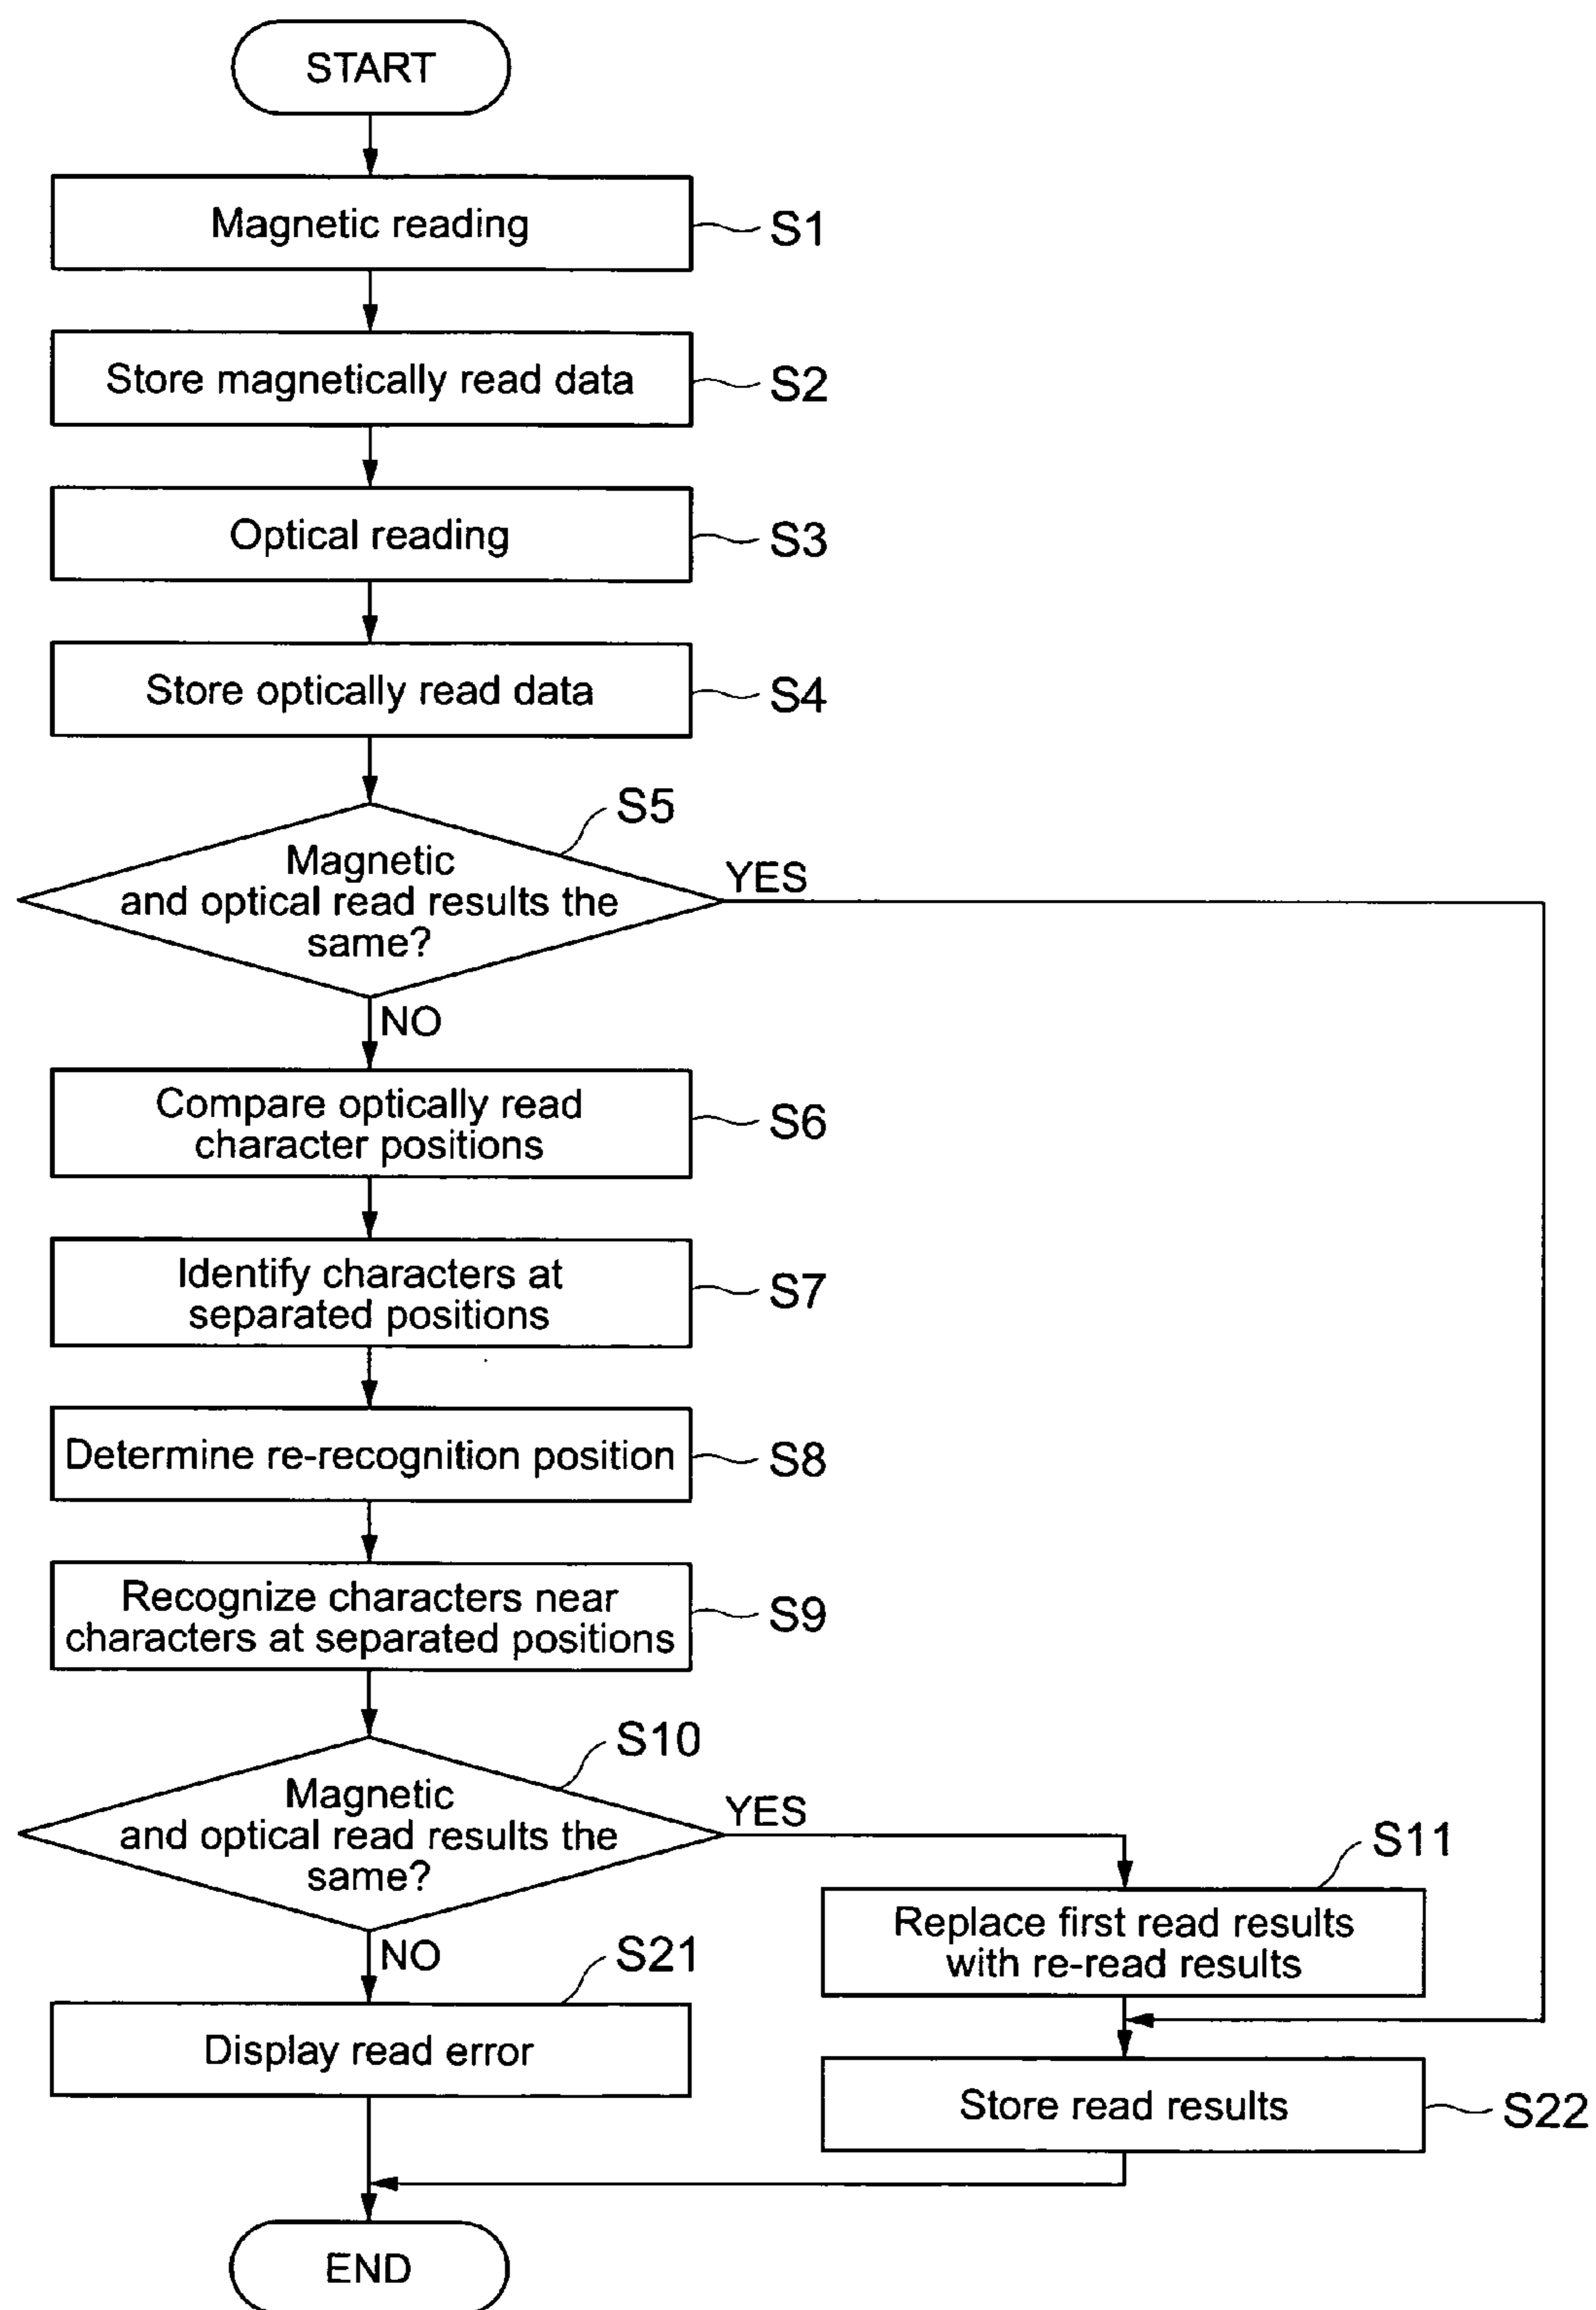 START
Magnetic reading
S1
Store magnetically read data
S2
Optical reading
S3
Store optically read data
S4
S5
Magnetic
and optical read results the
same?
YES
NO
Compare optically read
character positions
S6
Identify characters at
separated positions
S7
Determine re-recognition position
S8
Recognize characters near
characters at separated positions
S9
S10
Magnetic
and optical read results the
same?
YES
S11
Replace first read results
with re-read results
NO
S21
Display read error
Store read results
S22
END